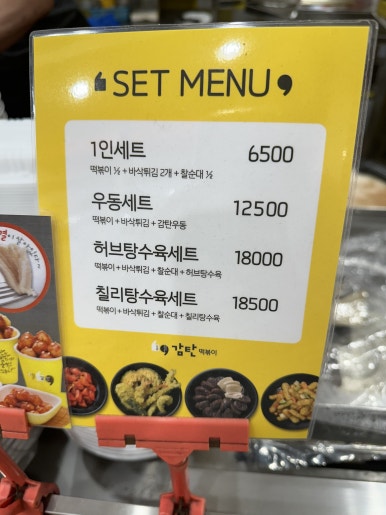 SET MENU
1인세트 6500
떡볶이 ½ + 바삭튀김 2개 + 찰순대 ½
우동세트 12500
떡볶이 + 바삭튀김 + 감탄우동
허브탕수육세트 18000
떡볶이 + 바삭튀김 + 찰순대 + 허브탕수육
칠리탕수육세트 18500
떡볶이 + 바삭튀김 + 찰순대 + 칠리탕수육
감탄 떡볶이